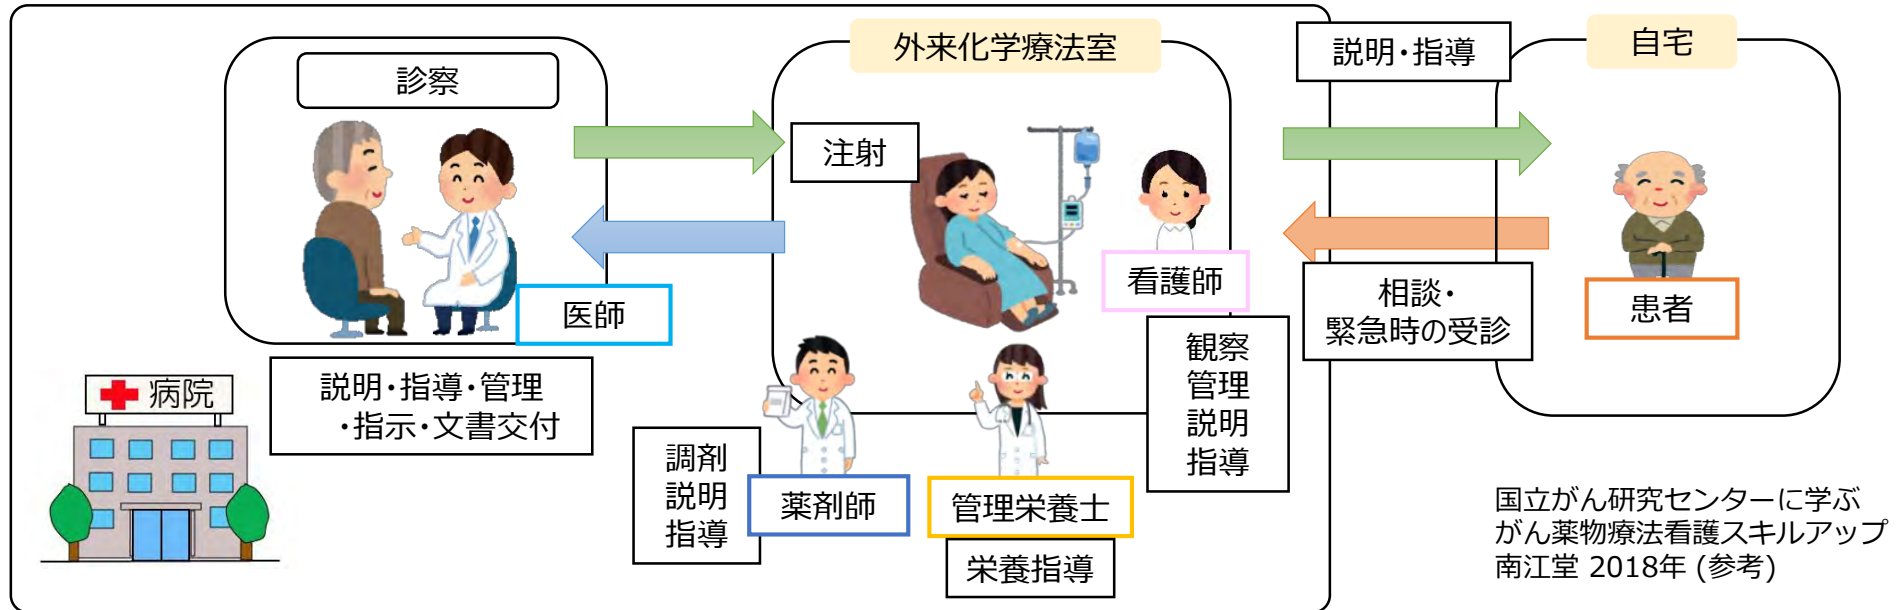 診察
外来化学療法室
説明・指導
自宅
注射
医師
看護師
相談・
緊急時の受診
患者
病院
説明・指導・管理
・指示・文書交付
調剤
説明
指導
薬剤師
管理栄養士
栄養指導
観察
管理
説明
指導
国立がん研究センターに学ぶ
がん薬物療法看護スキルアップ
南江堂 2018年 (参考)